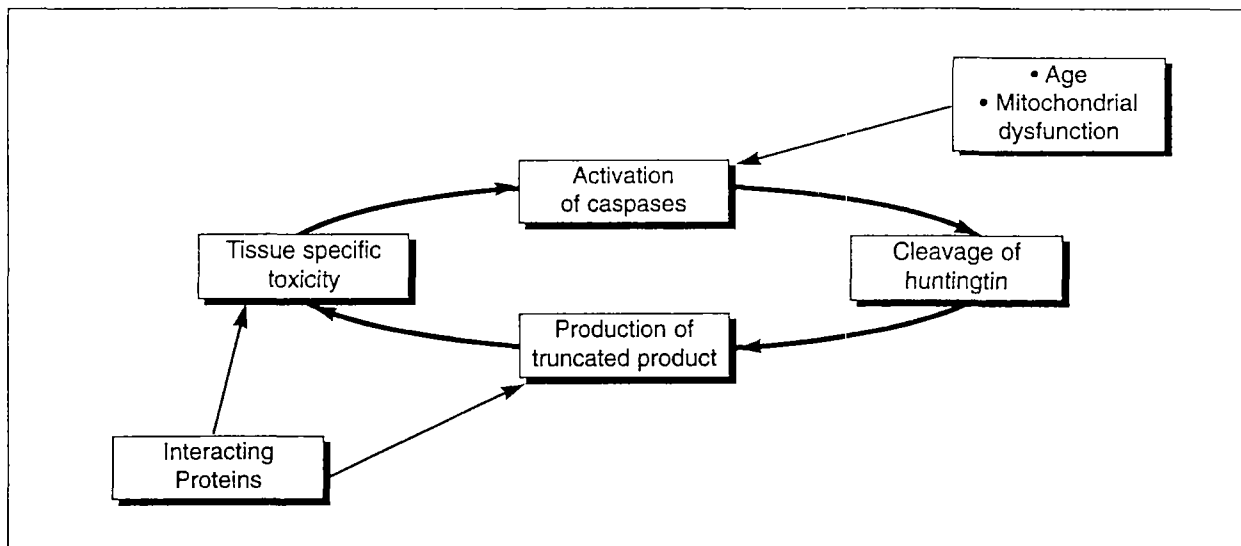 • Age
• Mitochondrial
dysfunction
Activation
of caspases
Tissue specific
toxicity
Cleavage of
huntingtin
Production of
truncated product
Interacting
Proteins